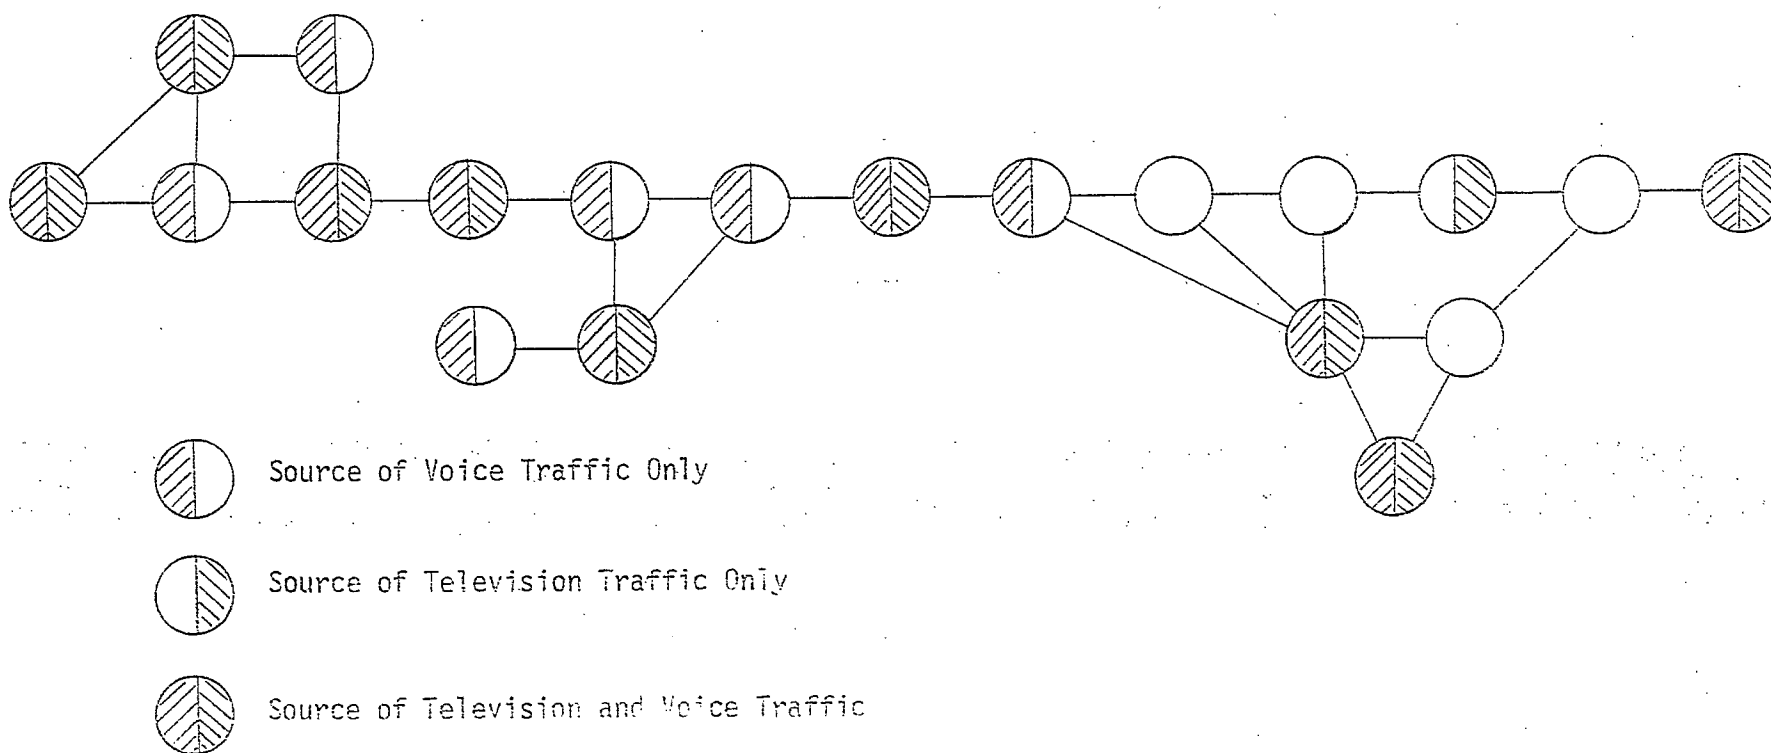 Source of Voice Traffic Only
Source of Television Traffic Only
Source of Television and Voice Traffic